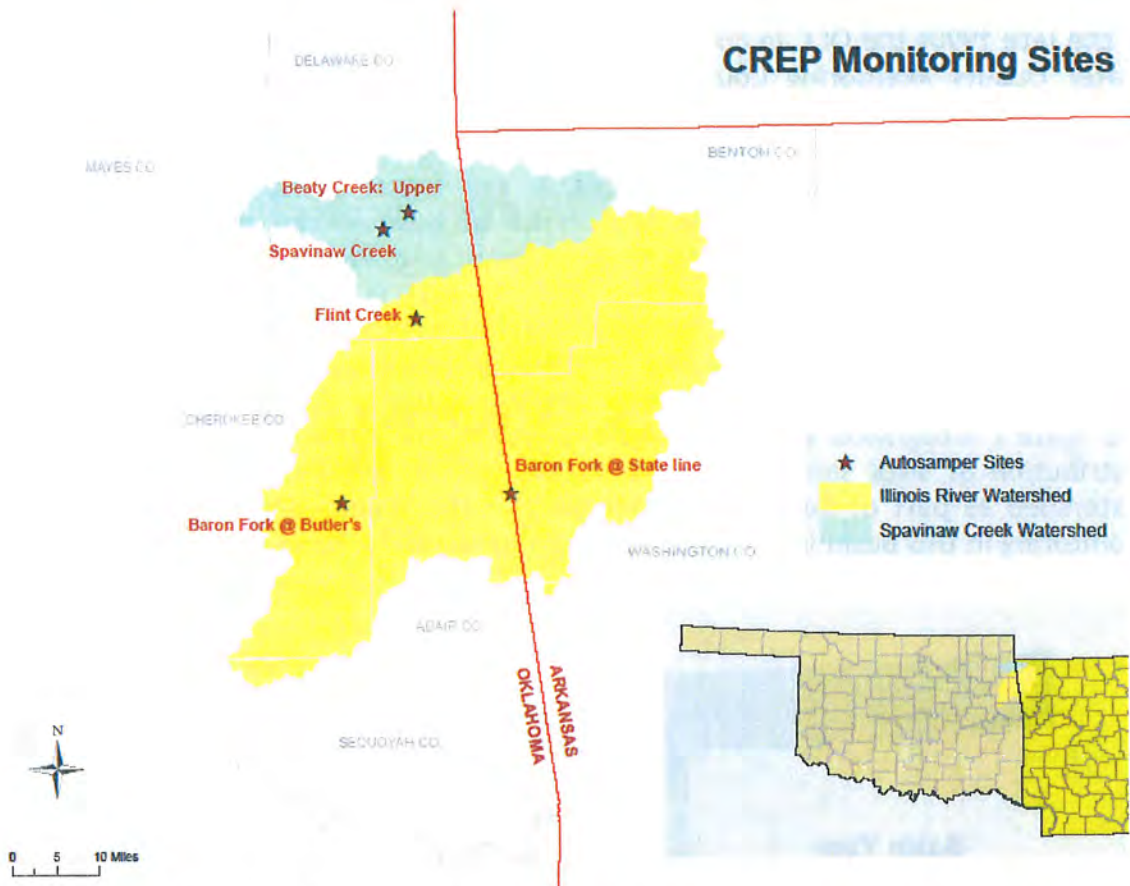 CREP Monitoring Sites
DELAWARE CO
MAYES CO
BENTON CO
Beaty Creek: Upper
Spavinaw Creek
Flint Creek
CHEROKEE CO
Baron Fork @ State line
Baron Fork @ Butler's
WASHINGTON CO
ADAIR CO
SEQUOYAH CO
OKLAHOMA
ARKANSAS
Autosamper Sites
Illinois River Watershed
Spavinaw Creek Watershed
N
0 5 10 Miles